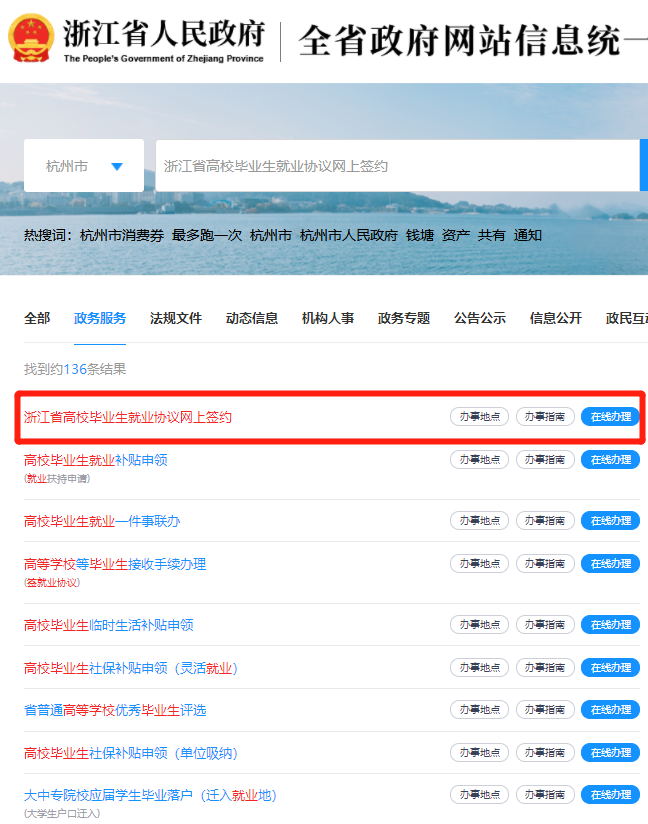 浙江省人民政府
The People's Government of Zhejiang Province
全省政府网站信息统一
杭州市
浙江省高校毕业生就业协议网上签约
热搜词: 杭州市消费券 最多跑一次 杭州市 杭州市人民政府 钱塘 资产 共有 通知
全部 政务服务 法规文件 动态信息 机构人事 政务专题 公告公示 信息公开 政民互动
找到约136条结果
浙江省高校毕业生就业协议网上签约 办事地点 办事指南 在线办理
高校毕业生就业补贴申领 办事地点 办事指南 在线办理
(就业扶持申请)
高校毕业生就业一件事联办 办事地点 办事指南 在线办理
高等学校等毕业生接收手续办理 办事地点 办事指南 在线办理
(签就业协议)
高校毕业生临时生活补贴申领 办事地点 办事指南 在线办理
高校毕业生社保补贴申领（灵活就业） 办事地点 办事指南 在线办理
省普通高等学校优秀毕业生评选 办事地点 办事指南 在线办理
高校毕业生社保补贴申领（单位吸纳） 办事地点 办事指南 在线办理
大中专院校应届学生毕业落户（迁入就业地） 办事地点 办事指南 在线办理
(大学生户口迁入)